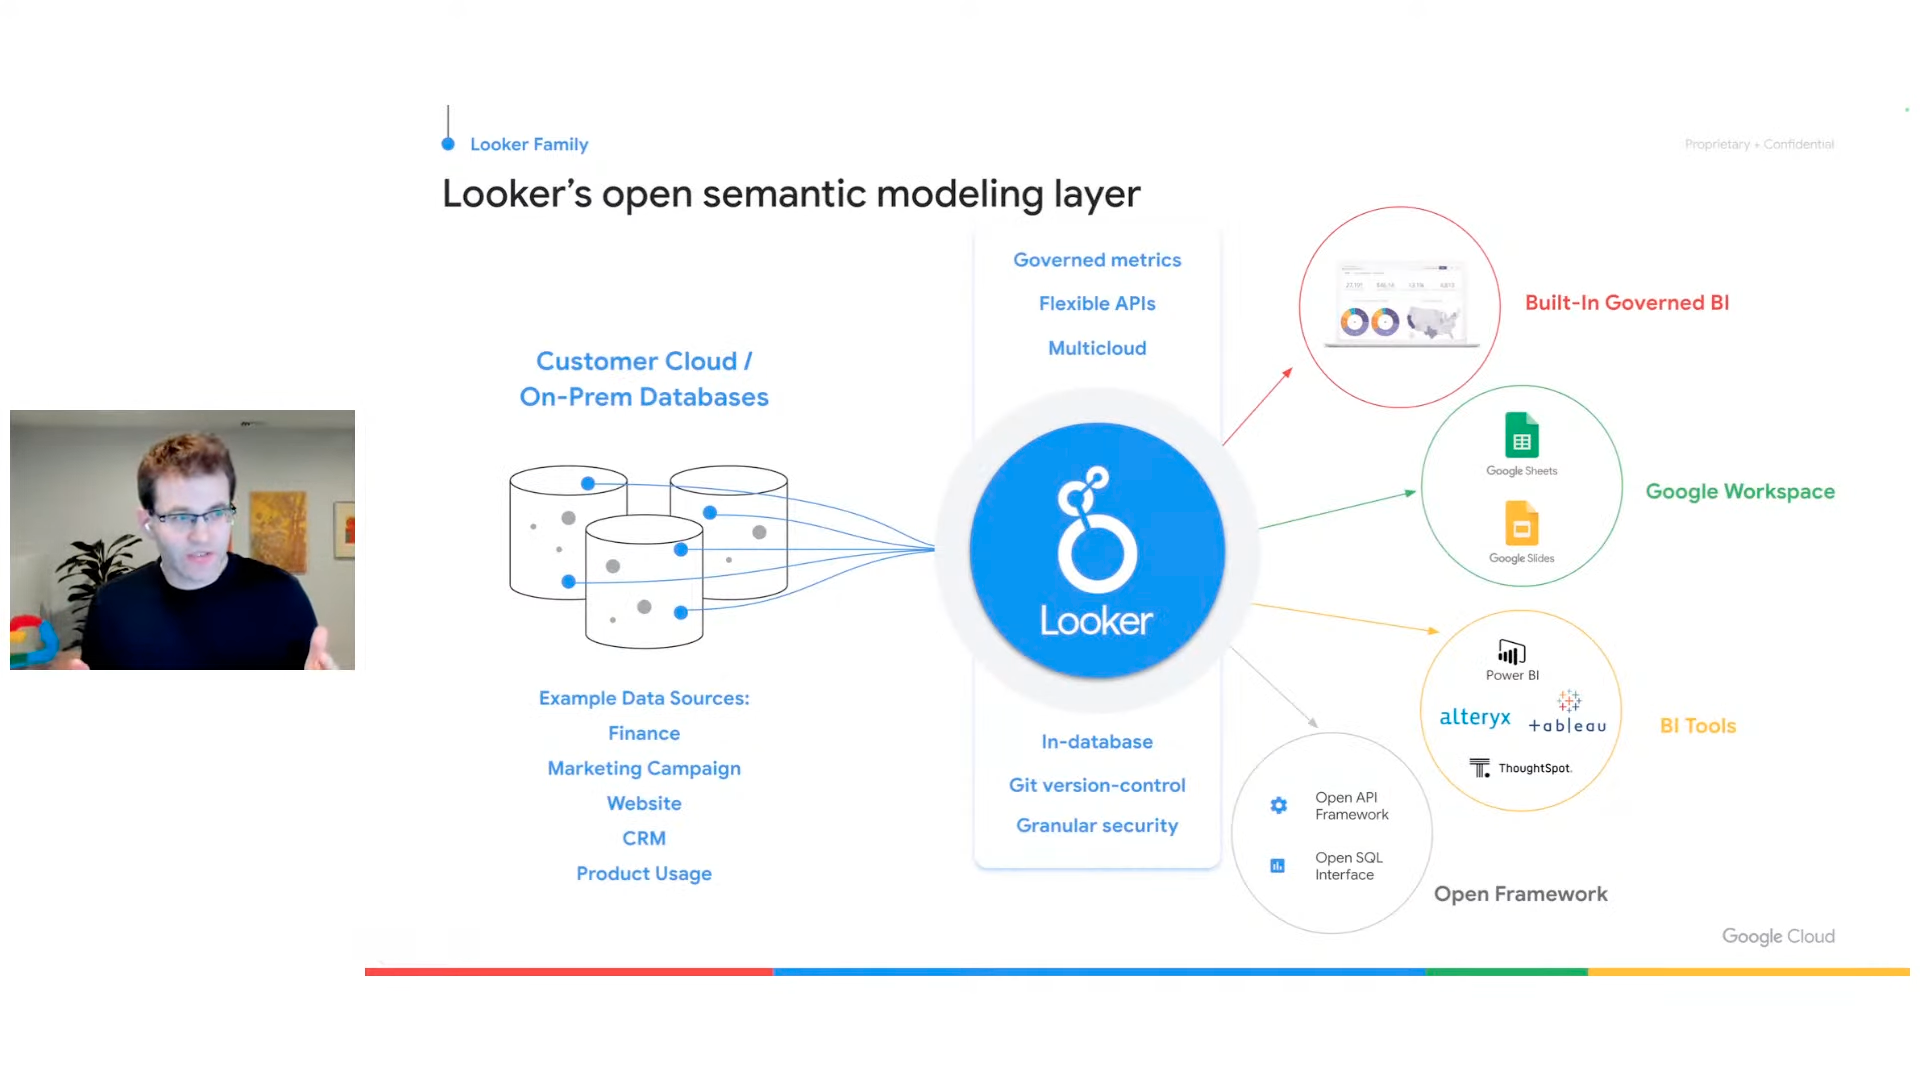 Looker Family
Proprietary + Confidential
Looker's open semantic modeling layer
Governed metrics
Flexible APIs
Multicloud
Customer Cloud /
On-Prem Databases
Looker
Example Data Sources:
Finance
Marketing Campaign
Website
CRM
Product Usage
In-database
Git version-control
Granular security
Built-In Governed BI
Google Sheets
Google Slides
Google Workspace
Power BI
alteryx
+ableau
ThoughtSpot.
BI Tools
Open API
Framework
Open SQL
Interface
Open Framework
Google Cloud